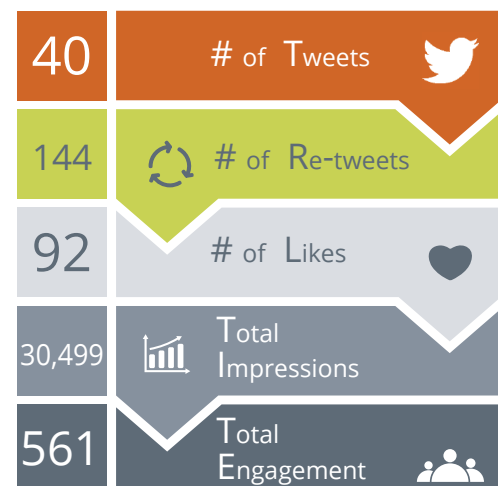 40
# of Tweets
144
# of Re-tweets
92
# of Likes
30,499
Total
Impressions
561
Total
Engagement